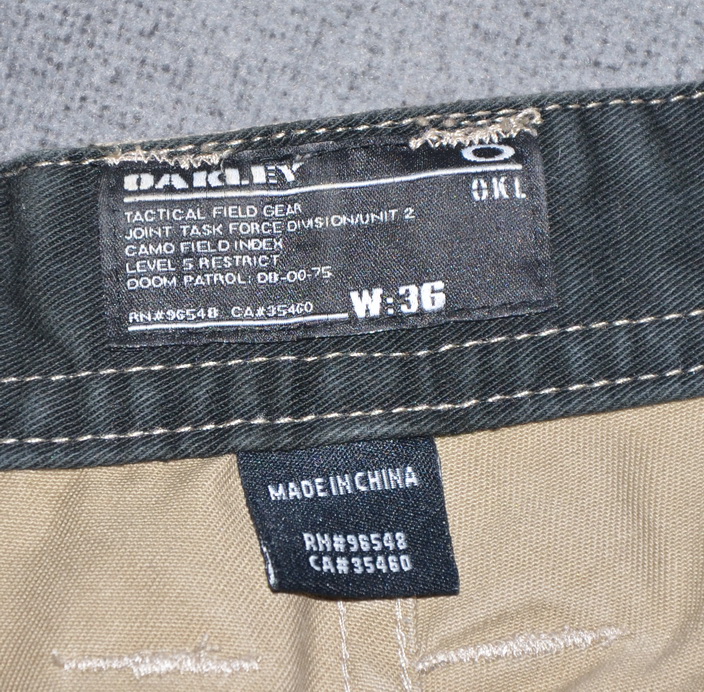 OAKLEY
OKL
TACTICAL FIELD GEAR
JOINT TASK FORCE DIVISION/UNIT 2
CAMO FIELD INDEX
LEVEL 5 RESTRICT
DOOM PATROL: DB-00-75
RN#96548 CA#35460 W:36
MADE IN CHINA
RN#96548
CA#35460